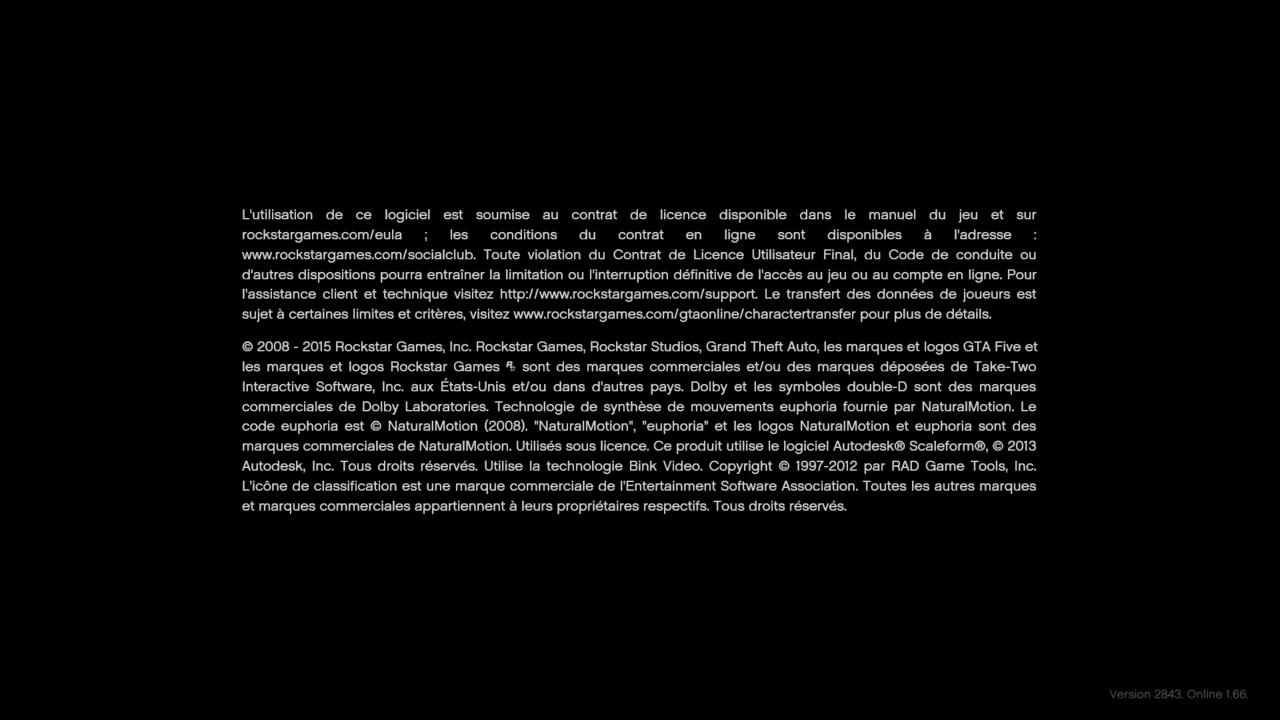 L'utilisation de ce logiciel est soumise au contrat de licence disponible dans le manuel du jeu et sur
rockstargames.com/eula ; les conditions du contrat en ligne sont disponibles à l'adresse :
www.rockstargames.com/socialclub. Toute violation du Contrat de Licence Utilisateur Final, du Code de conduite ou
d'autres dispositions pourra entraîner la limitation ou l'interruption définitive de l'accès au jeu ou au compte en ligne. Pour
l'assistance client et technique visitez http://www.rockstargames.com/support. Le transfert des données de joueurs est
sujet à certaines limites et critères, visitez www.rockstargames.com/gtaonline/charactertransfer pour plus de détails.
© 2008 - 2015 Rockstar Games, Inc. Rockstar Games, Rockstar Studios, Grand Theft Auto, les marques et logos GTA Five et
les marques et logos Rockstar Games R* sont des marques commerciales et/ou des marques déposées de Take-Two
Interactive Software, Inc. aux États-Unis et/ou dans d'autres pays. Dolby et les symboles double-D sont des marques
commerciales de Dolby Laboratories. Technologie de synthèse de mouvements euphoria fournie par NaturalMotion. Le
code euphoria est © NaturalMotion (2008). "NaturalMotion", "euphoria" et les logos NaturalMotion et euphoria sont des
marques commerciales de NaturalMotion. Utilisés sous licence. Ce produit utilise le logiciel Autodesk® Scaleform®, © 2013
Autodesk, Inc. Tous droits réservés. Utilise la technologie Bink Video. Copyright © 1997-2012 par RAD Game Tools, Inc.
L'icône de classification est une marque commerciale de l'Entertainment Software Association. Toutes les autres marques
et marques commerciales appartiennent à leurs propriétaires respectifs. Tous droits réservés.
Version 2843. Online 1.66.